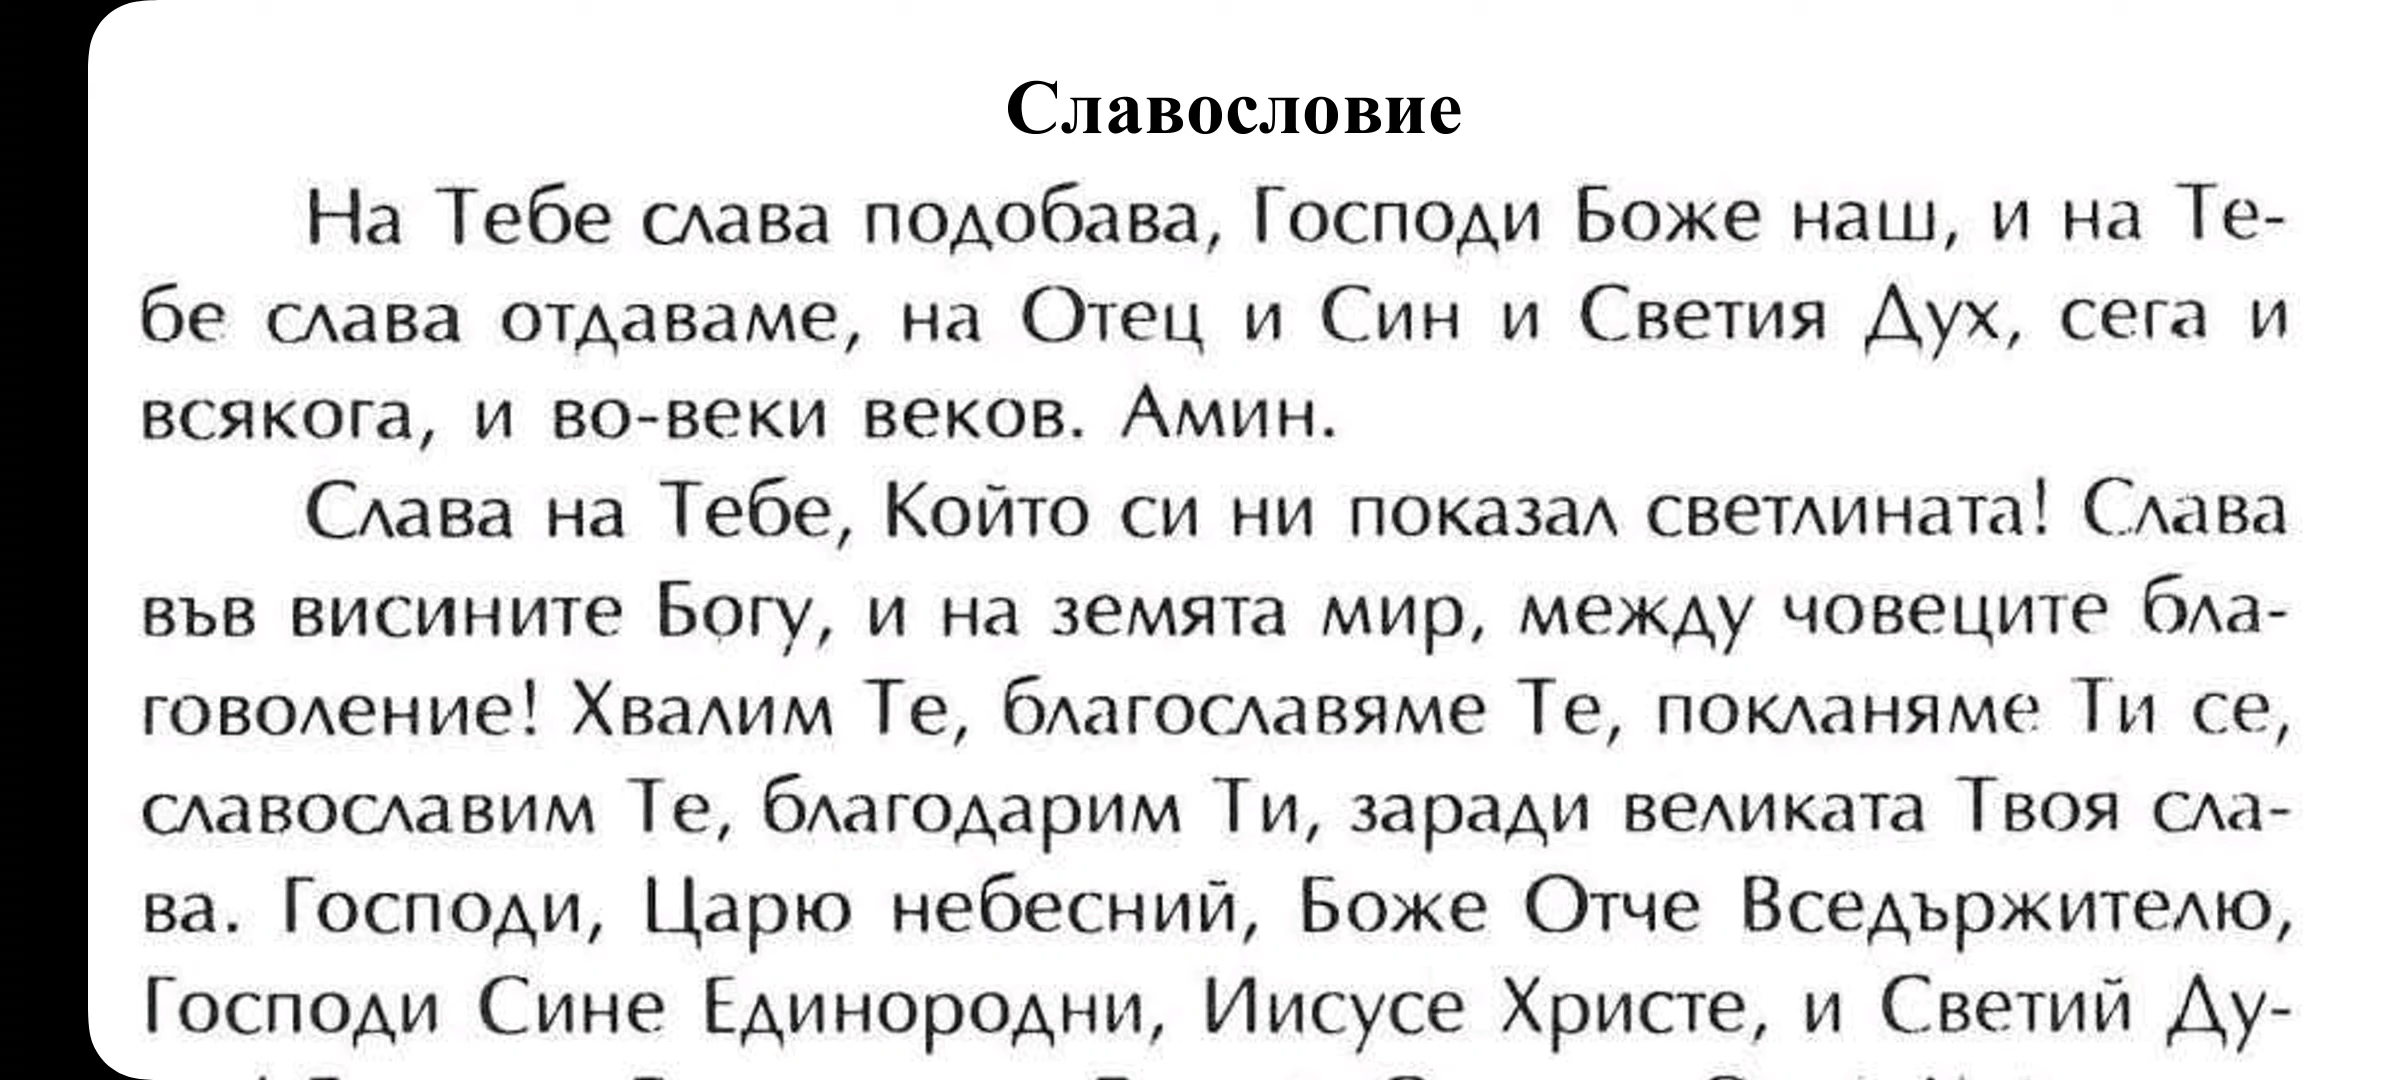 Славословие
На Тебе слава подобава, Господи Боже наш, и на Те-
бе слава отдаваме, на Отец и Син и Светия Дух, сега и
всякога, и во-веки веков. Амин.
Слава на Тебе, Който си ни показал светлината! Слава
във висините Богу, и на земята мир, между човеците бла-
говоление! Хвалим Те, благославяме Те, покланяме Ти се,
славославим Те, благодарим Ти, заради великата Твоя сла-
ва. Господи, Царю небесний, Боже Отче Вседържителю,
Господи Сине Единородни, Иисусе Христе, и Светий Ду-